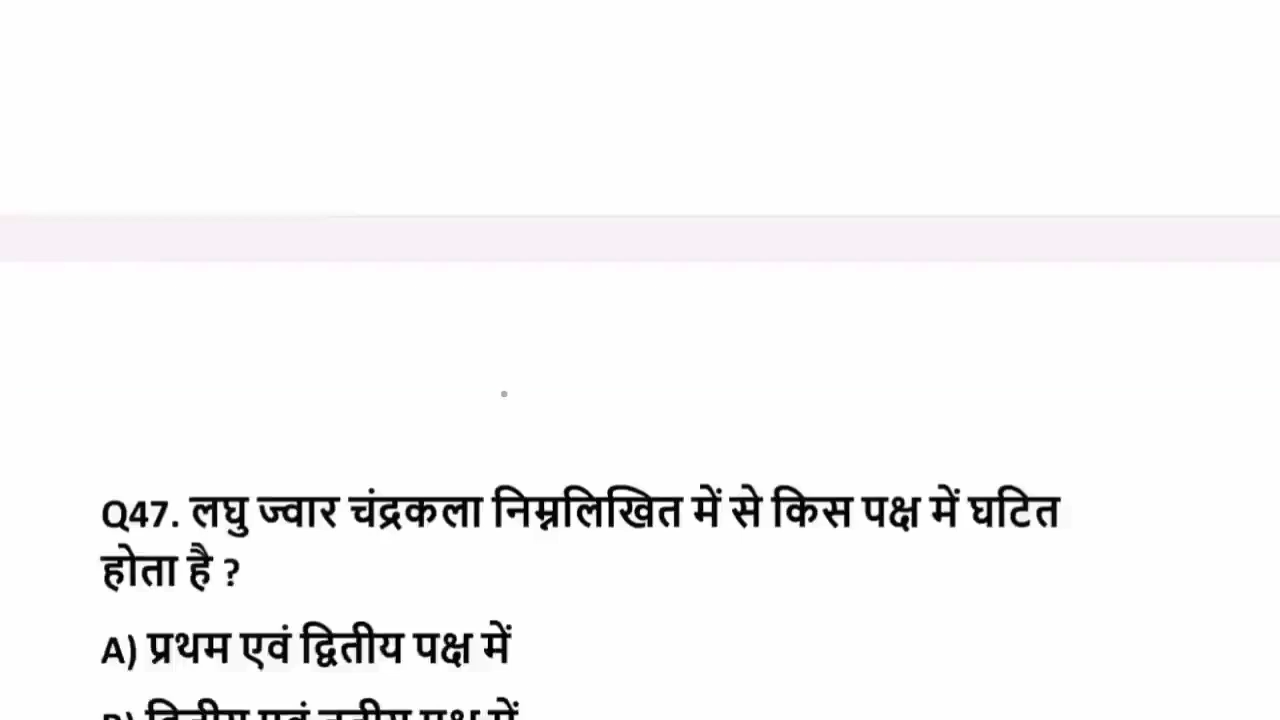 Q47. लघु ज्वार चंद्रकला निम्नलिखित में से किस पक्ष में घटित
होता है ?
A) प्रथम एवं द्वितीय पक्ष में